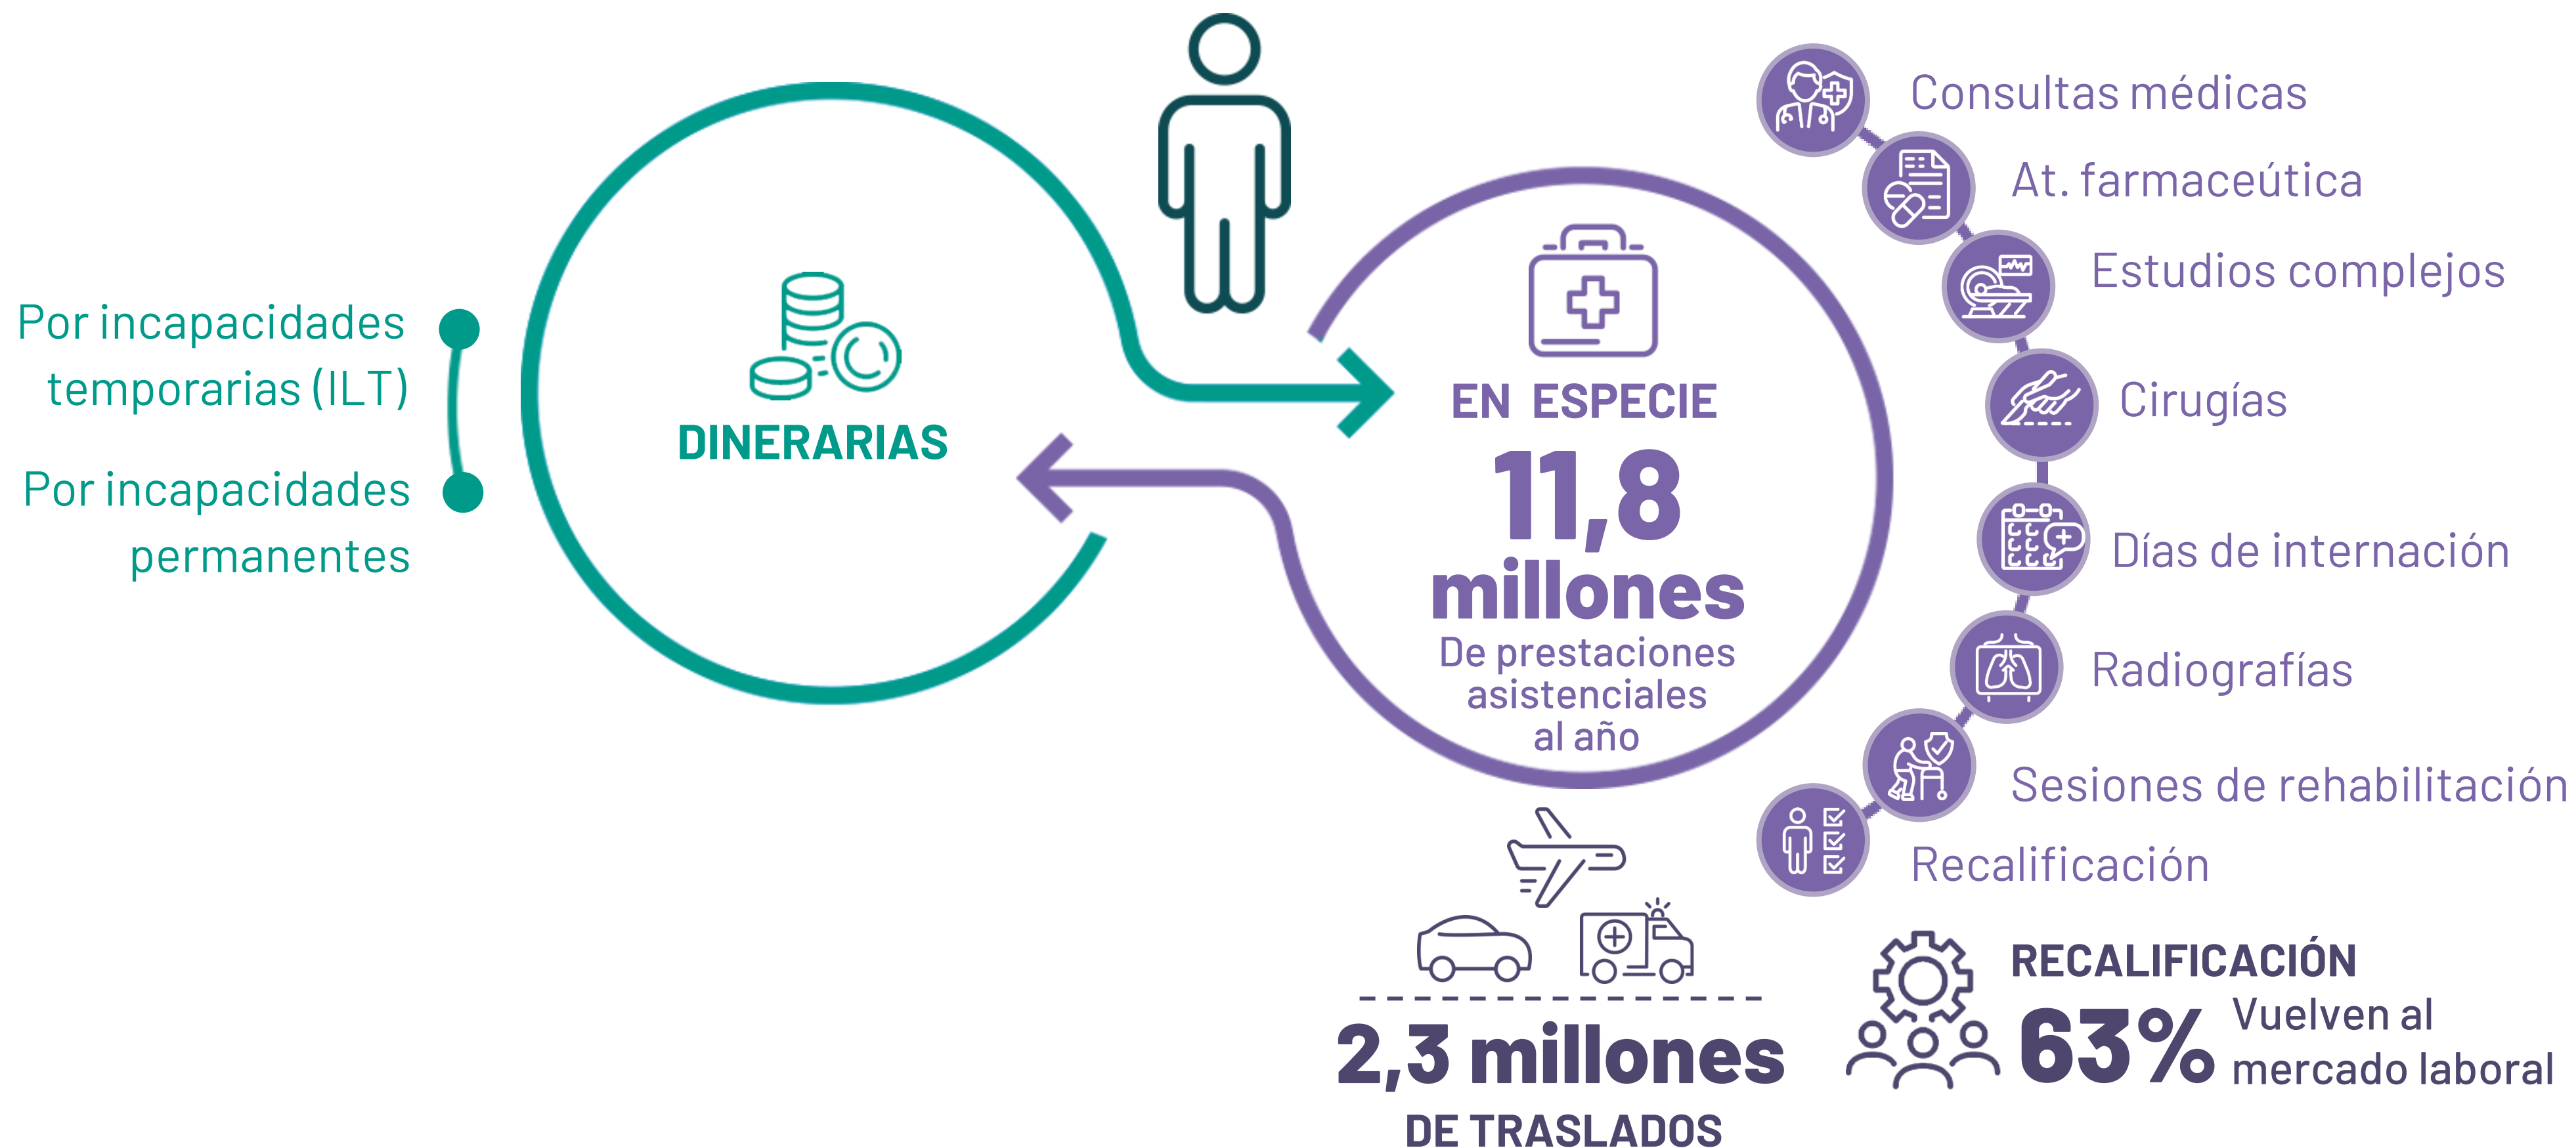 Por incapacidades
temporarias (ILT)
Por incapacidades
permanentes
DINERARIAS
EN ESPECIE
11,8
millones
De prestaciones
asistenciales
al año
2,3 millones
DE TRASLADOS
Consultas médicas
At. farmaceútica
Estudios complejos
Cirugías
Días de internación
Radiografías
Sesiones de rehabilitación
Recalificación
RECALIFICACIÓN
63% Vuelven al
mercado laboral